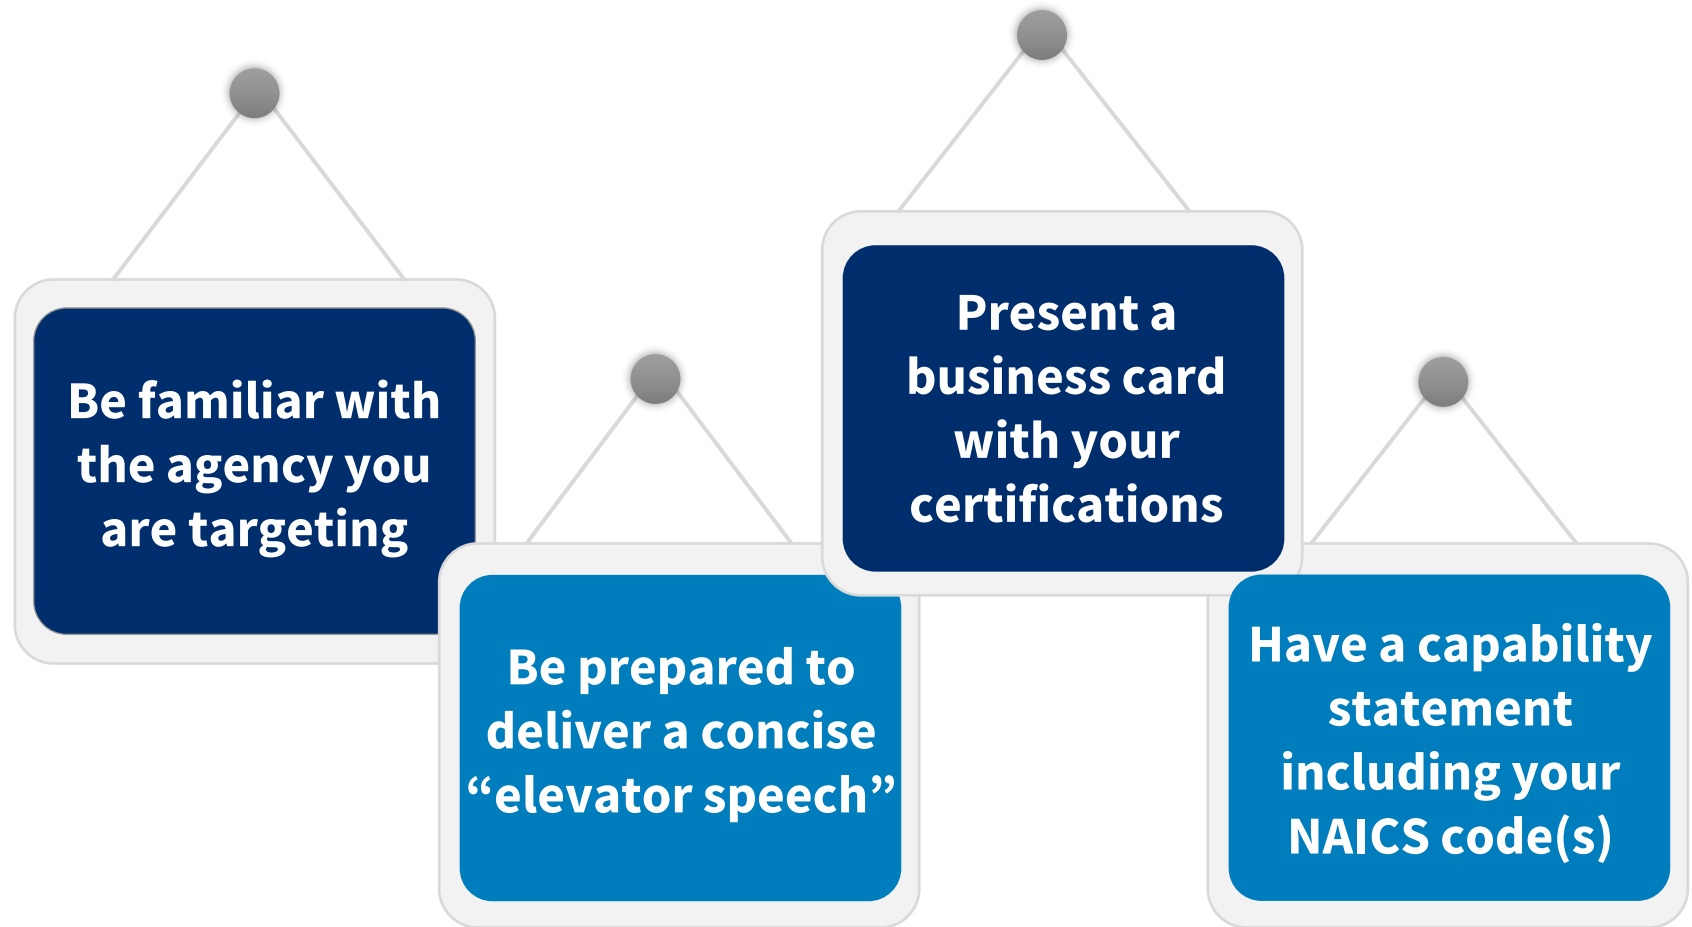 Be familiar with
the agency you
are targeting
Be prepared to
deliver a concise
“elevator speech”
Present a
business card
with your
certifications
Have a capability
statement
including your
NAICS code(s)